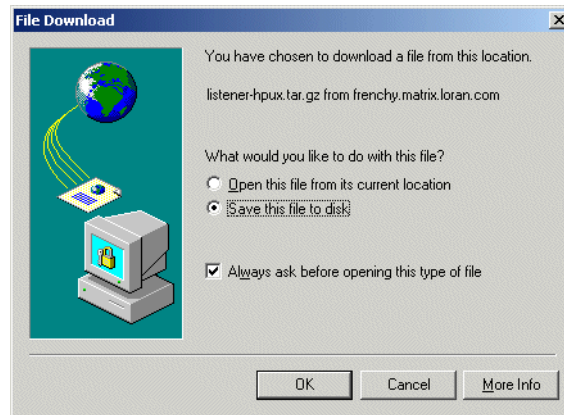 File Download
You have chosen to download a file from this location.
listener-hpux.tar.gz from frenchy.matrix.loran.com
What would you like to do with this file?
Open this file from its current location
Save this file to disk
Always ask before opening this type of file
OK Cancel More Info